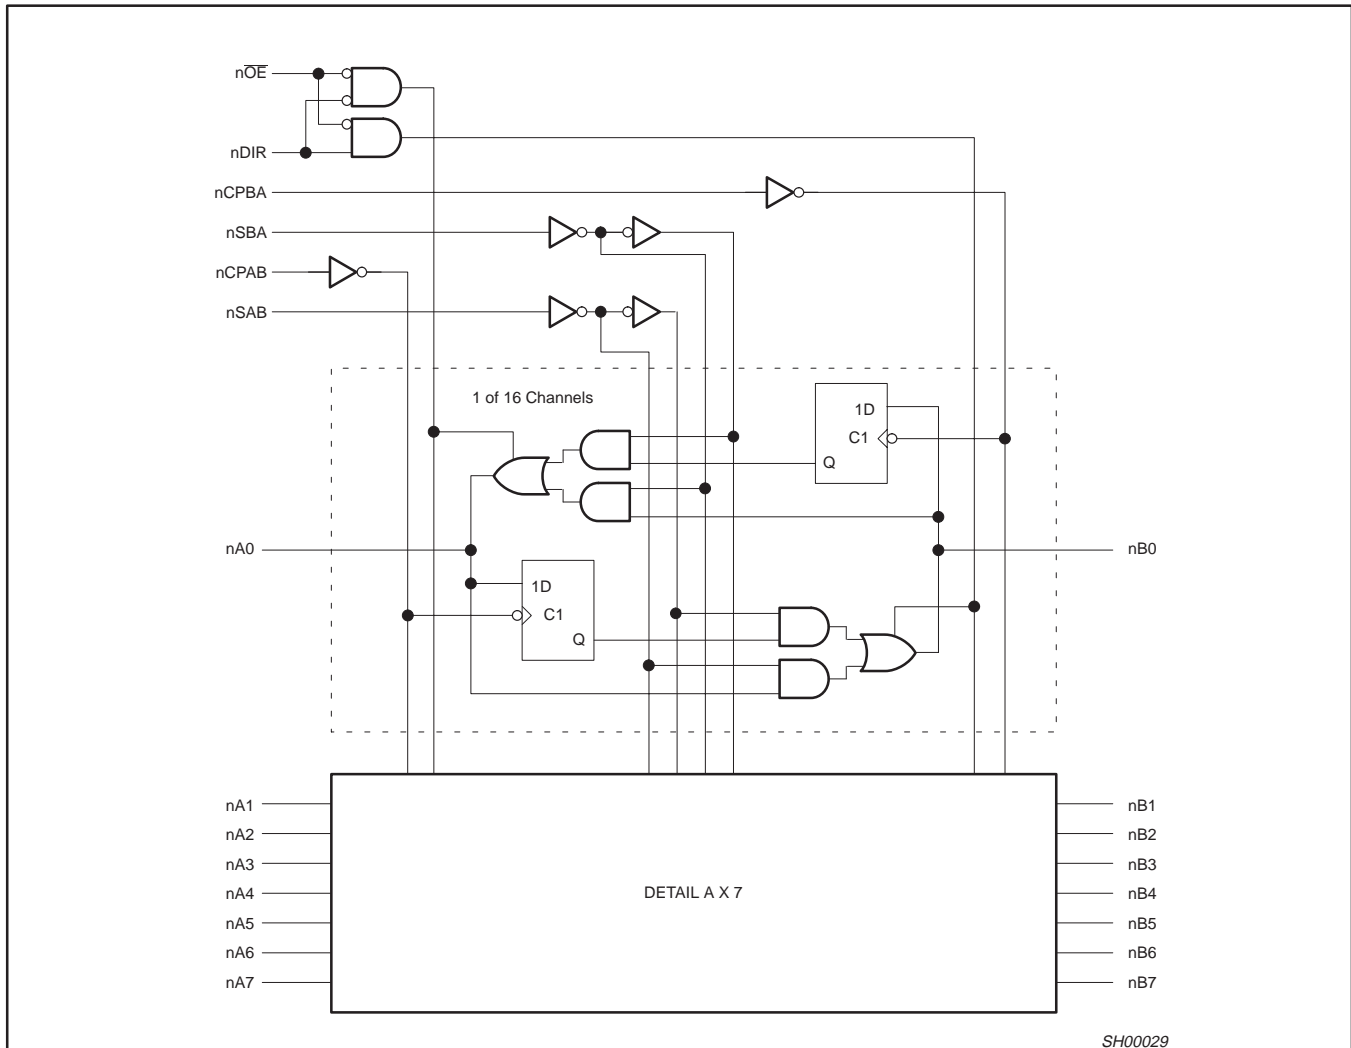 nO̅E̅
nDIR
nCPBA
nSBA
nCPAB
nSAB
1 of 16 Channels
1D
C1
Q
nA0
nB0
1D
C1
Q
nA1
nB1
nA2
nB2
nA3
nB3
nA4
DETAIL A X 7
nB4
nA5
nB5
nA6
nB6
nA7
nB7
SH00029